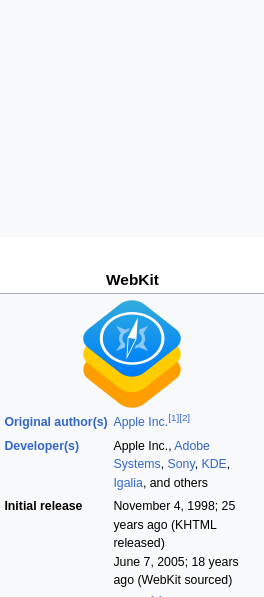 WebKit
Original author(s) Apple Inc.[1][2]
Developer(s) Apple Inc., Adobe
Systems, Sony, KDE,
Igalia, and others
Initial release November 4, 1998; 25
years ago (KHTML
released)
June 7, 2005; 18 years
ago (WebKit sourced)